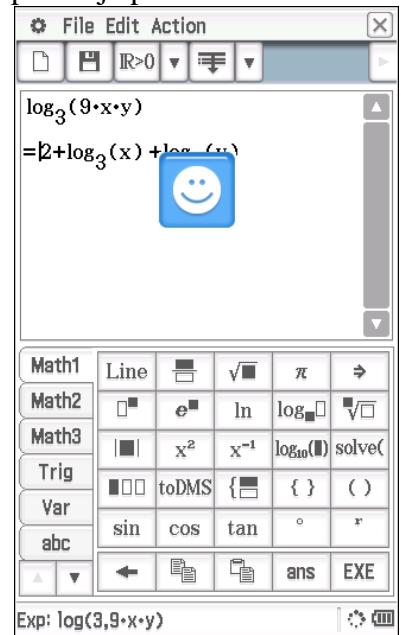 File Edit Action
ℝ>0
log₃(9·x·y)
=2+log₃(x)+log (y)
Math1 Line √■ π ⇒
Math2 □■ e■ ln log■□ ■√□
Math3 |■| x² x⁻¹ log₁₀(■) solve(
Trig ■□□ toDMS { { } ( )
Var
abc sin cos tan ° r
ans EXE
Exp: log(3,9·x·y)